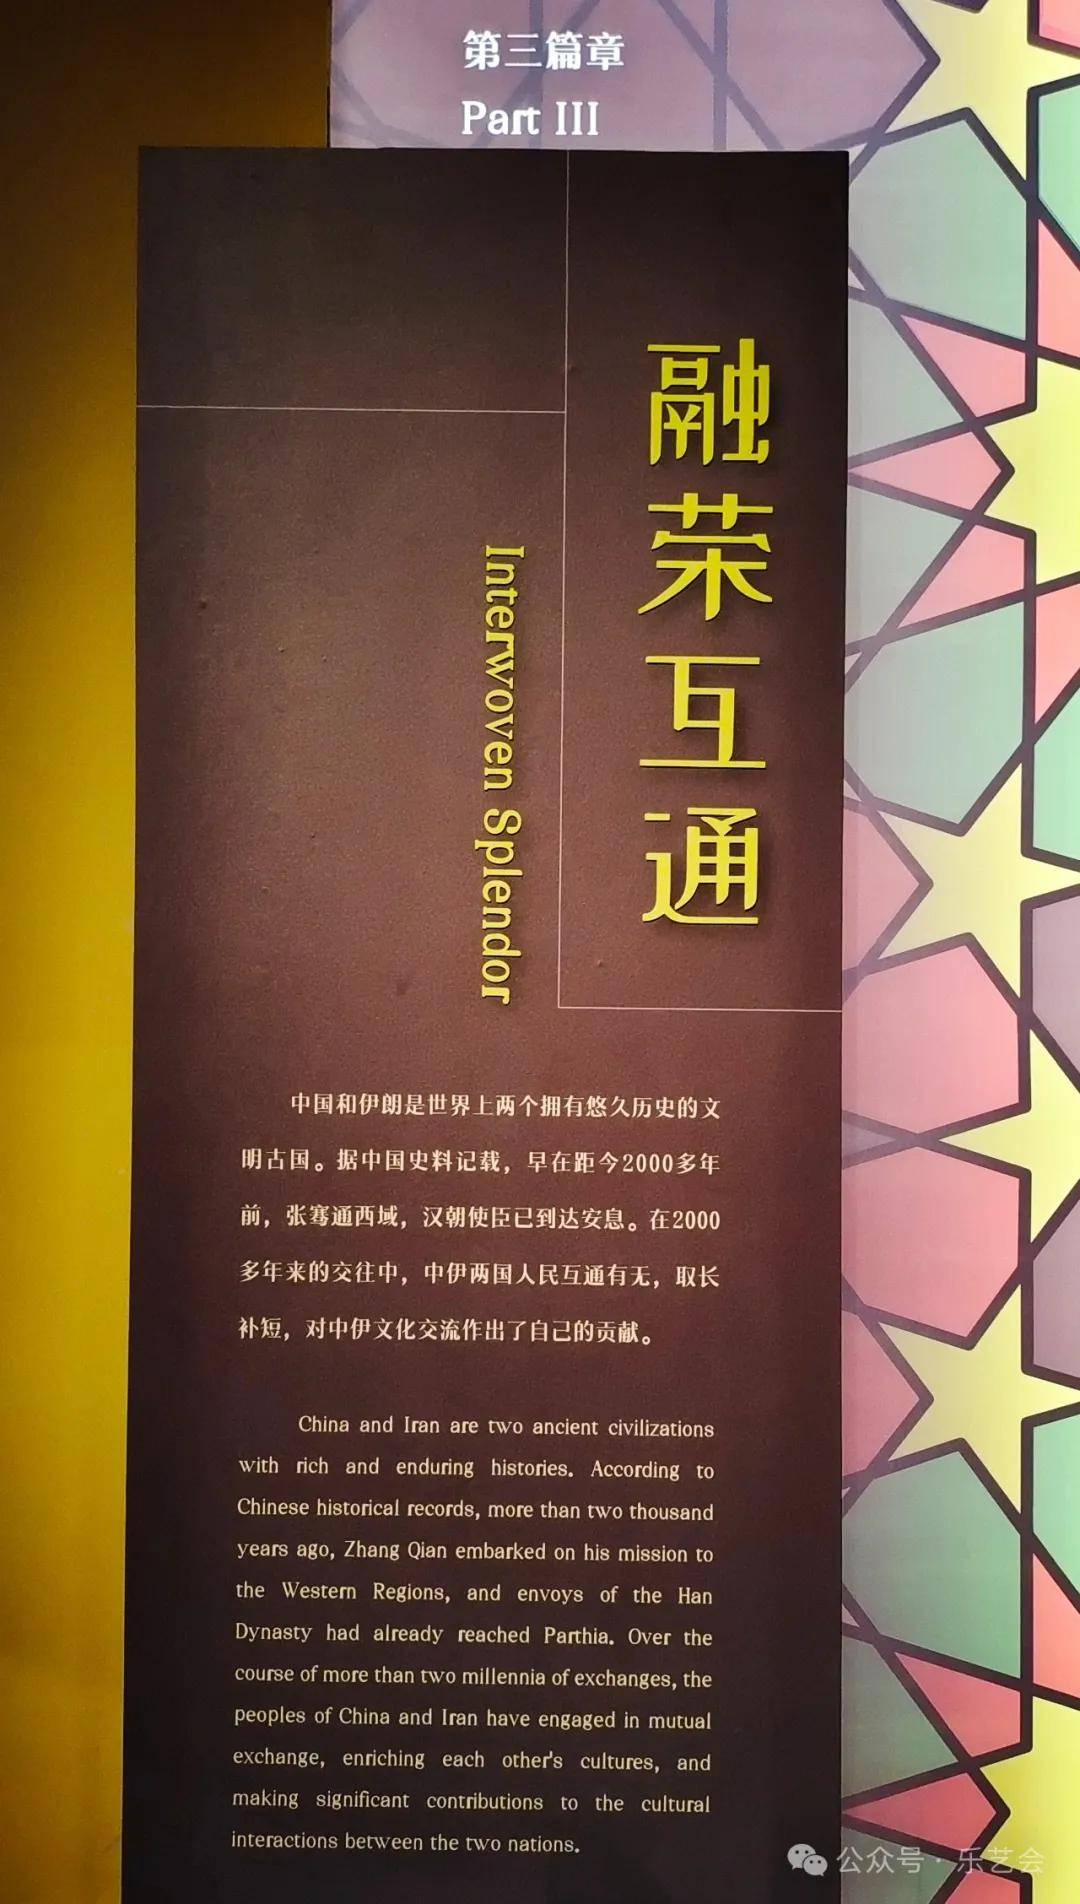 第三篇章
Part III
融荣互通
Interwoven Splendor
中国和伊朗是世界上两个拥有悠久历史的文
明古国。据中国史料记载，早在距今2000多年
前，张骞通西域，汉朝使臣已到达安息。在2000
多年来的交往中，中伊两国人民互通有无，取长
补短，对中伊文化交流作出了自己的贡献。
China and Iran are two ancient civilizations
with rich and enduring histories. According to
Chinese historical records, more than two thousand
years ago, Zhang Qian embarked on his mission to
the Western Regions, and envoys of the Han
Dynasty had already reached Parthia. Over the
course of more than two millennia of exchanges, the
peoples of China and Iran have engaged in mutual
exchange, enriching each other's cultures, and
making significant contributions to the cultural
interactions between the two nations.
公众号·乐艺会